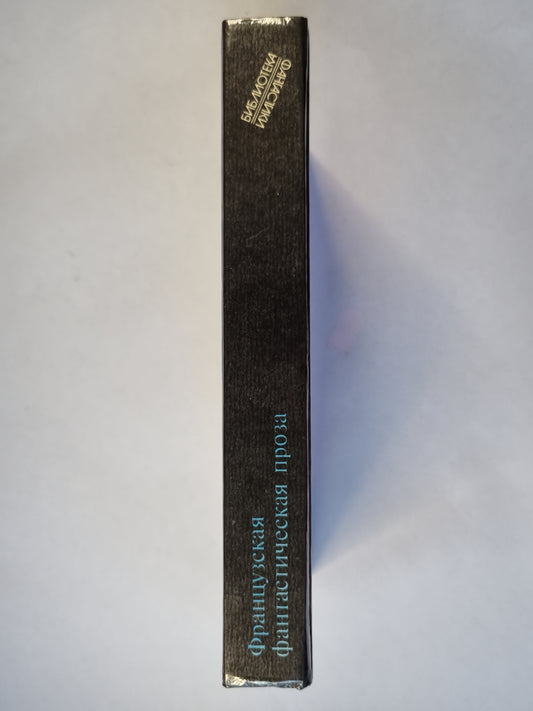 БИБЛИОТЕКА
ФАНТАСТИКИ
Французская
фантастическая проза